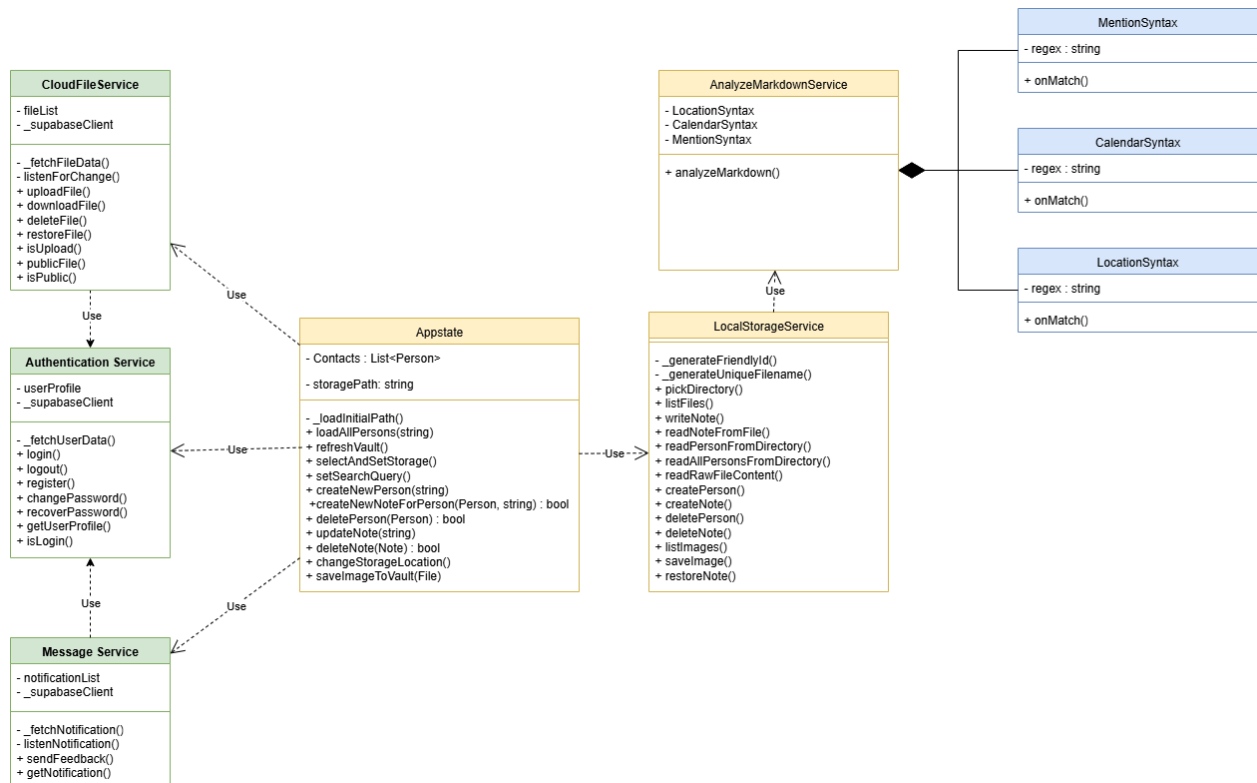 CloudFileService
- fileList
- _supabaseClient
- _fetchFileData()
- listenForChange()
+ uploadFile()
+ downloadFile()
+ deleteFile()
+ restoreFile()
+ isUpload()
+ publicFile()
+ isPublic()
Use
Authentication Service
- userProfile
- _supabaseClient
- _fetchUserData()
+ login()
+ logout()
+ register()
+ changePassword()
+ recoverPassword()
+ getUserProfile()
+ isLogin()
Use
Message Service
- notificationList
- _supabaseClient
- _fetchNotification()
- listenNotification()
+ sendFeedback()
+ getNotification()
Use
Use
Use
Appstate
- Contacts : List<Person>
- storagePath: string
- _loadInitialPath()
+ loadAllPersons(string)
+ refreshVault()
+ selectAndSetStorage()
+ setSearchQuery()
+ createNewPerson(string)
+createNewNoteForPerson(Person, string) : bool
+ deletePerson(Person) : bool
+ updateNote(string)
+ deleteNote(Note) : bool
+ changeStorageLocation()
+ saveImageToVault(File)
Use
AnalyzeMarkdownService
- LocationSyntax
- CalendarSyntax
- MentionSyntax
+ analyzeMarkdown()
Use
LocalStorageService
- _generateFriendlyId()
- _generateUniqueFilename()
+ pickDirectory()
+ listFiles()
+ writeNote()
+ readNoteFromFile()
+ readPersonFromDirectory()
+ readAllPersonsFromDirectory()
+ readRawFileContent()
+ createPerson()
+ createNote()
+ deletePerson()
+ deleteNote()
+ listImages()
+ saveImage()
+ restoreNote()
MentionSyntax
- regex : string
+ onMatch()
CalendarSyntax
- regex : string
+ onMatch()
LocationSyntax
- regex : string
+ onMatch()